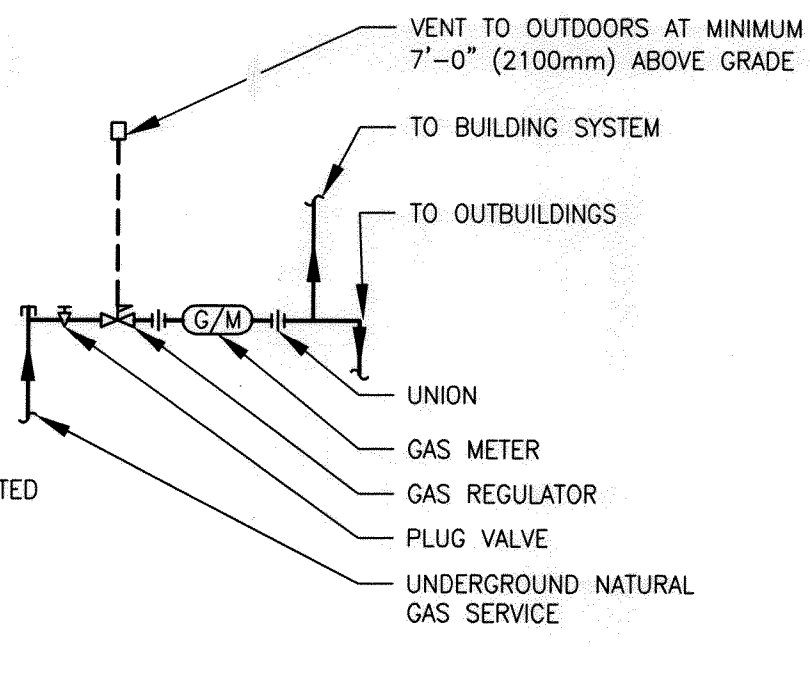 VENT TO OUTDOORS AT MINIMUM
7'-0" (2100mm) ABOVE GRADE
TO BUILDING SYSTEM
TO OUTBUILDINGS
G/M
UNION
GAS METER
TED
GAS REGULATOR
PLUG VALVE
UNDERGROUND NATURAL
GAS SERVICE